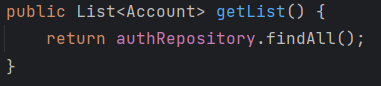 public List<Account> getList() {
    return authRepository.findAll();
}